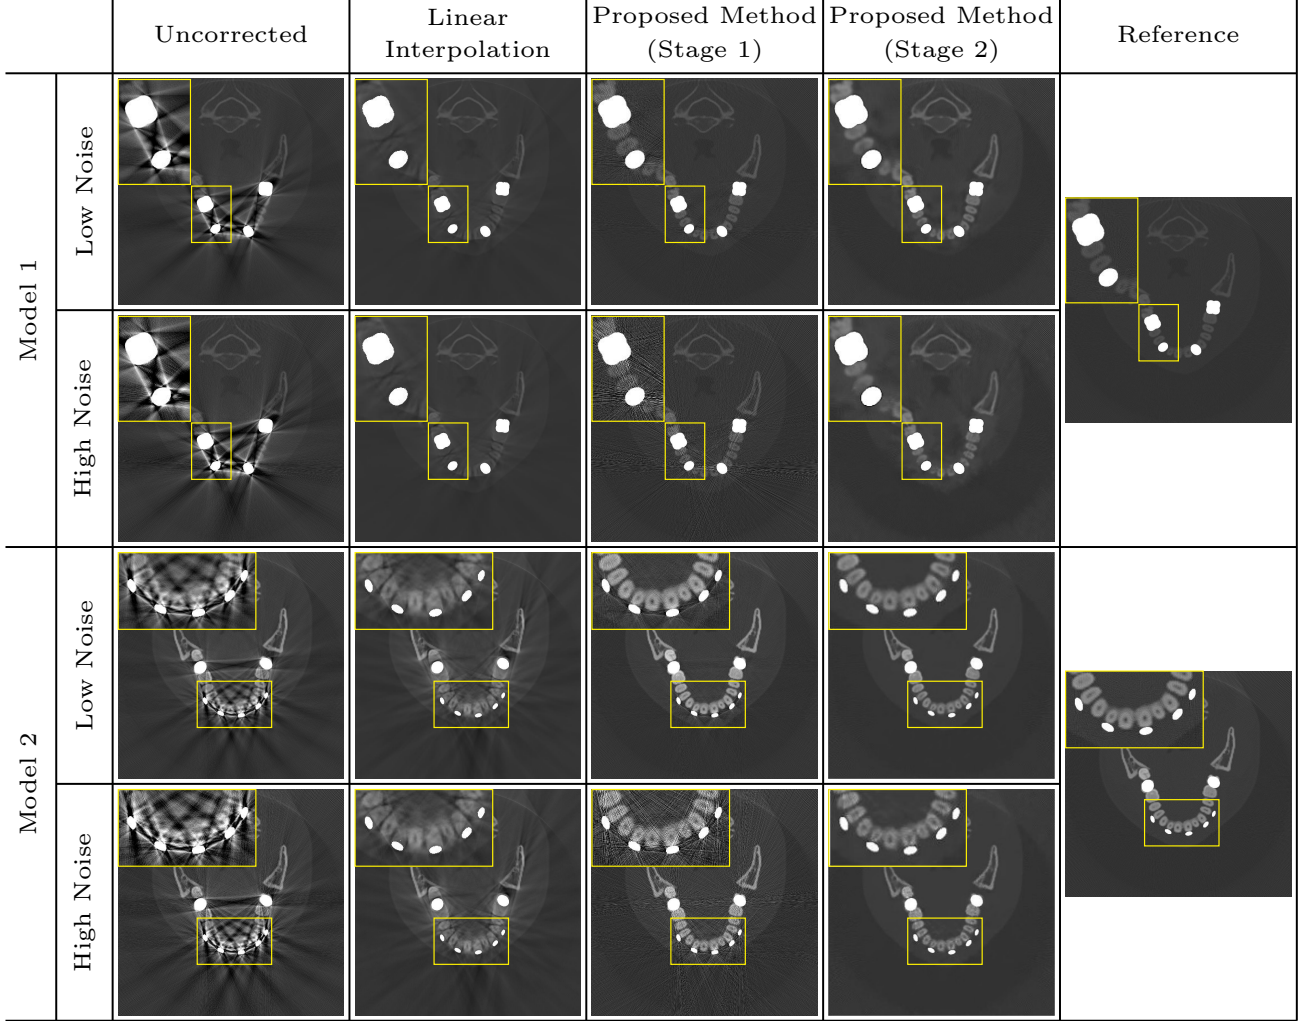 Uncorrected
Linear
Interpolation
Proposed Method
(Stage 1)
Proposed Method
(Stage 2)
Reference
Model 1
Low Noise
High Noise
Model 2
Low Noise
High Noise